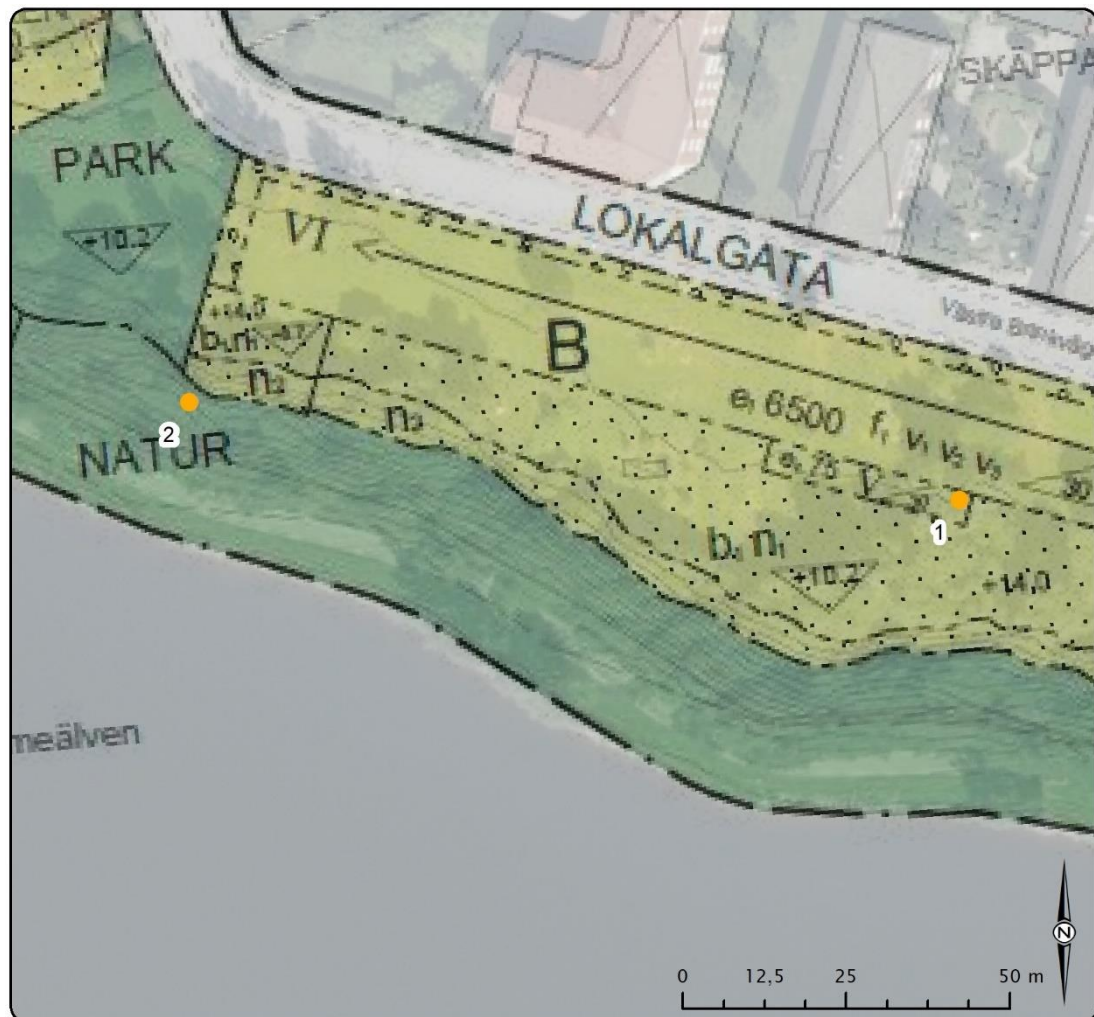 SKÄPPA
PARK
+10.2
LOKALGATA
VI
+14,0
B
n₂
n₃
e₁ 6500 f₁ v₁ v₂ v₃
30
1
2
NATUR
b₁ n₁
+10.2
+14,0
meälven
N
0 12,5 25 50 m